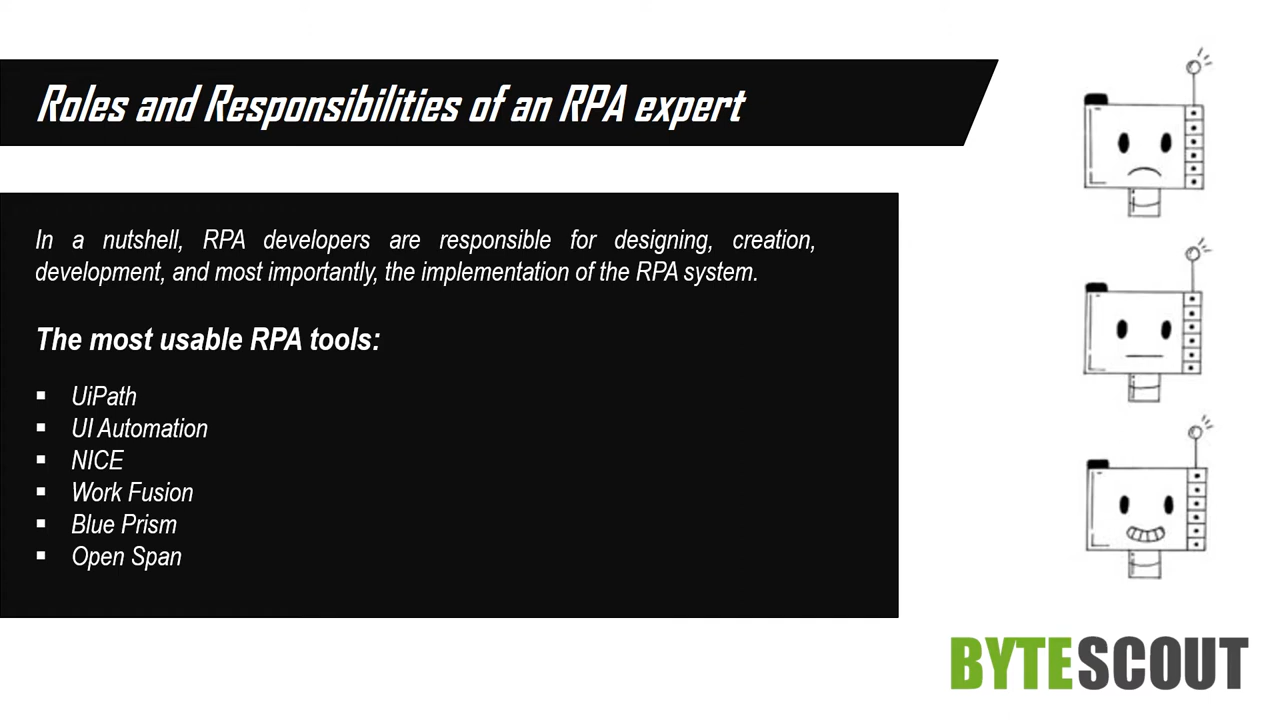 Roles and Responsibilities of an RPA expert
In a nutshell, RPA developers are responsible for designing, creation,
development, and most importantly, the implementation of the RPA system.
The most usable RPA tools:
▪ UiPath
▪ UI Automation
▪ NICE
▪ Work Fusion
▪ Blue Prism
▪ Open Span
BYTESCOUT